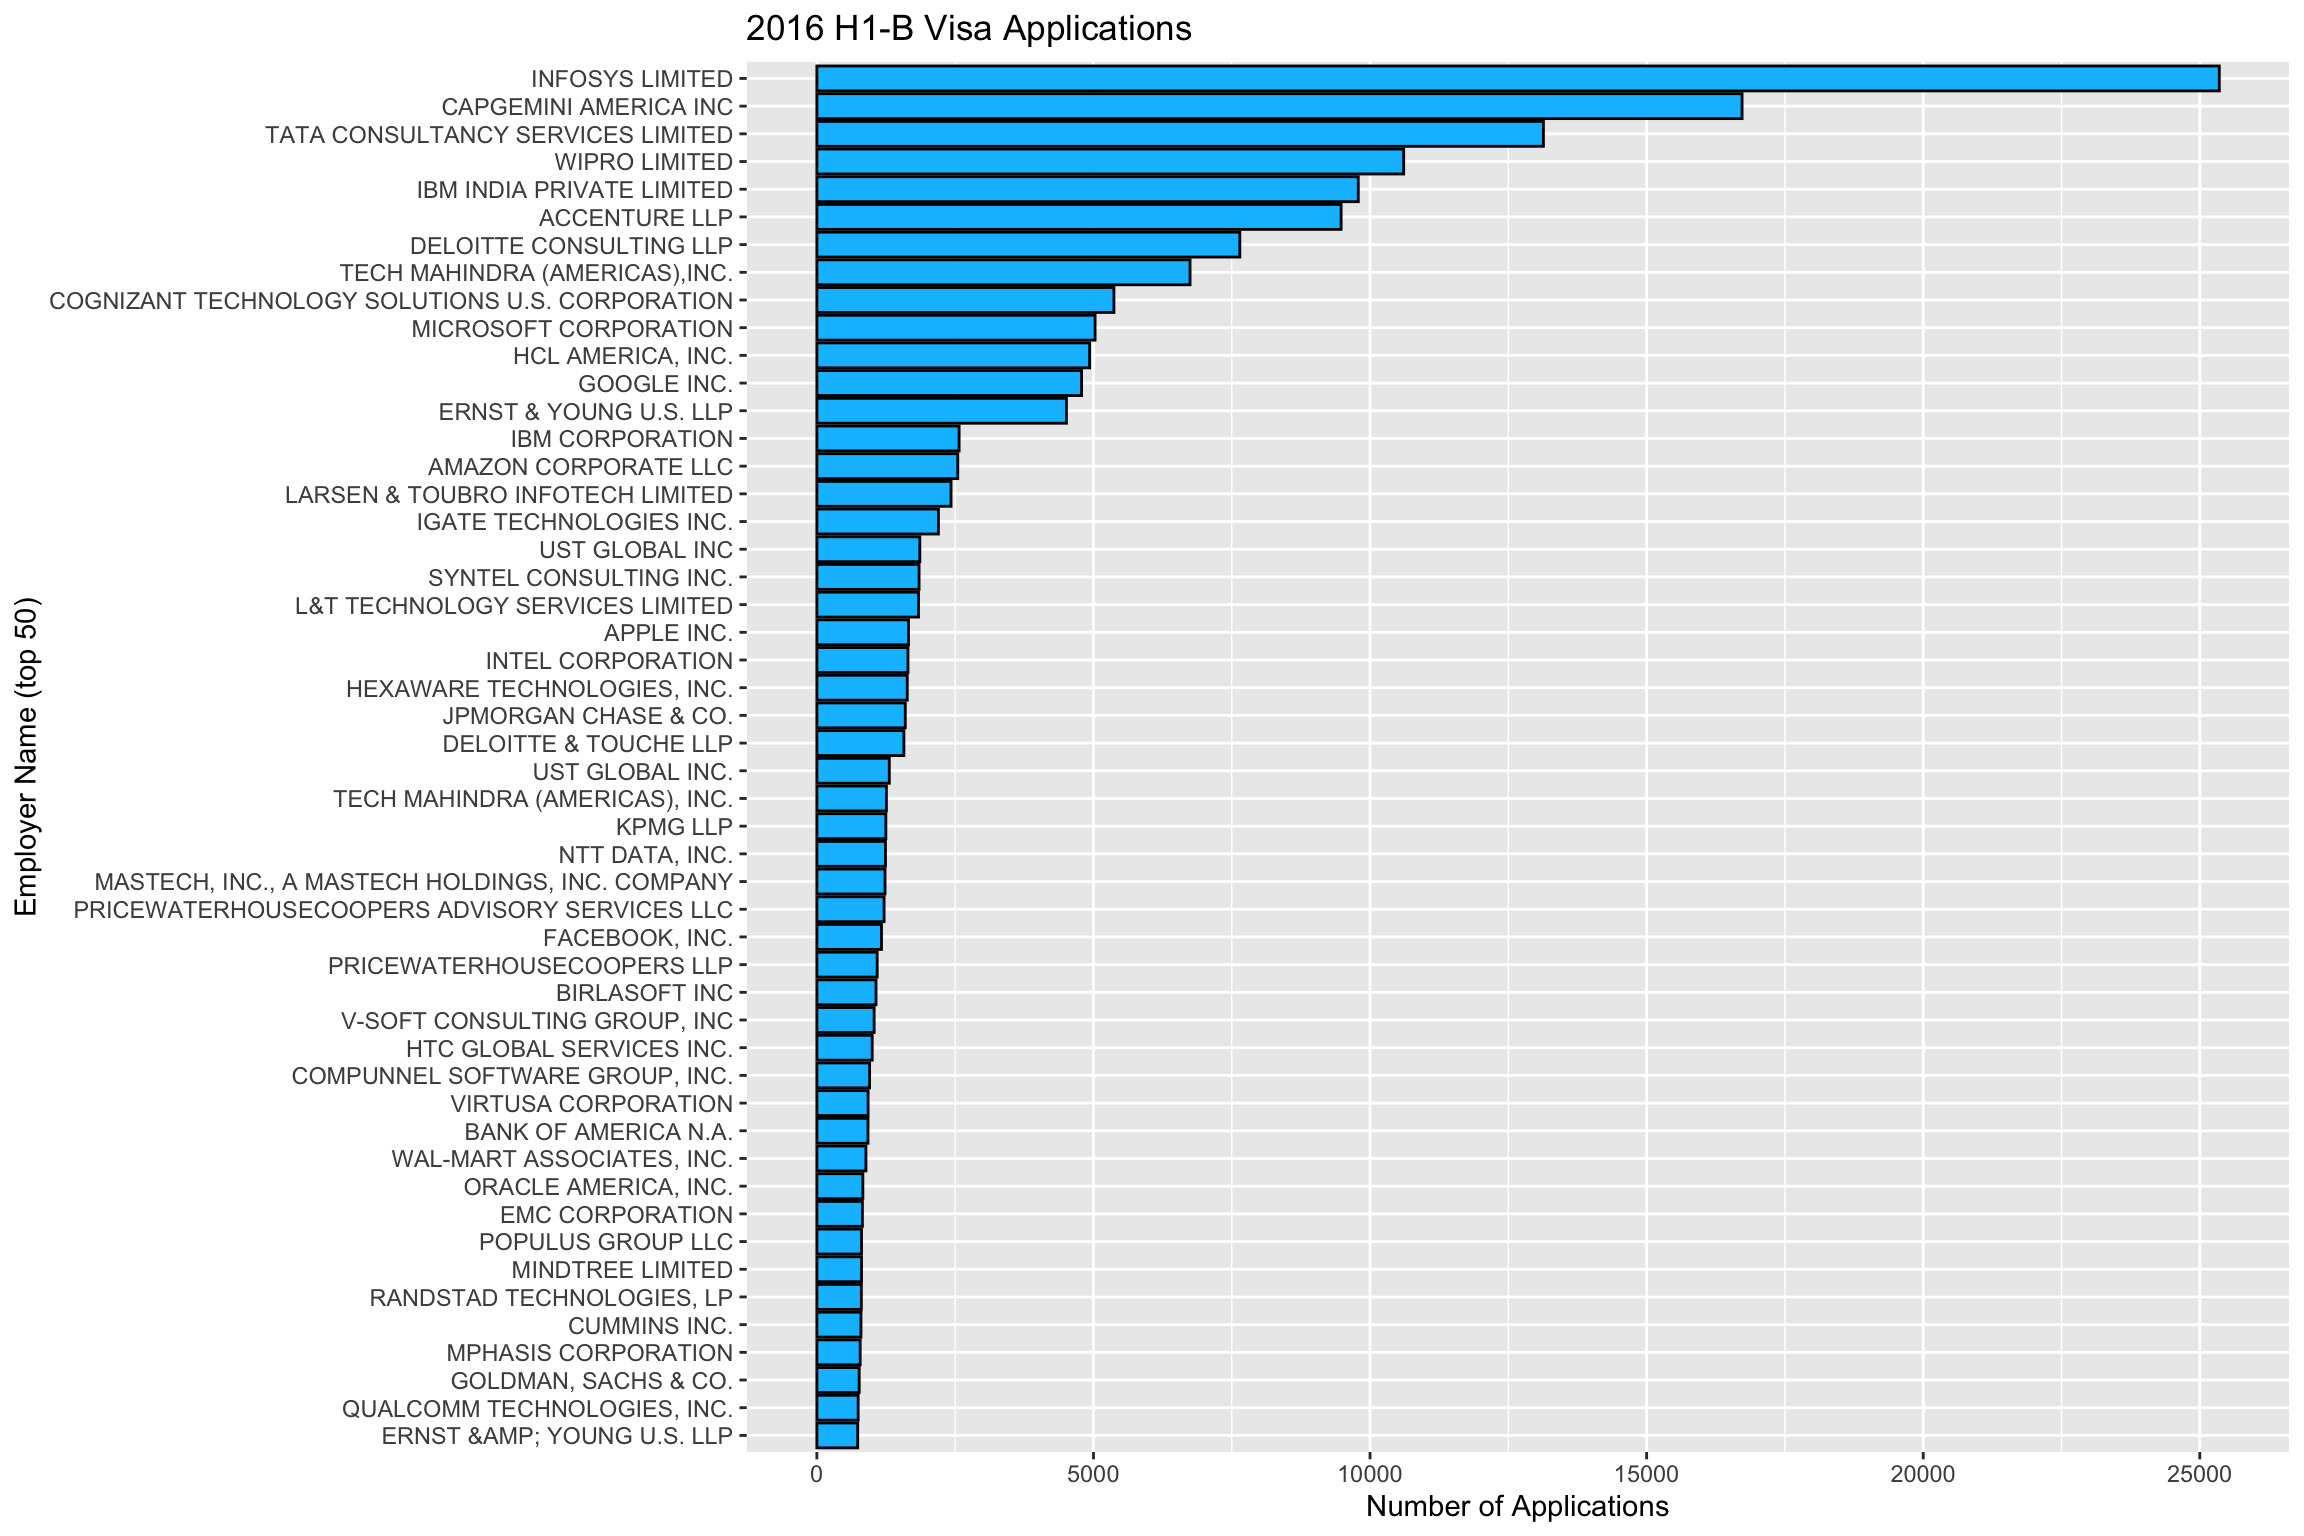 2016 H1-B Visa Applications
INFOSYS LIMITED
CAPGEMINI AMERICA INC
TATA CONSULTANCY SERVICES LIMITED
WIPRO LIMITED
IBM INDIA PRIVATE LIMITED
ACCENTURE LLP
DELOITTE CONSULTING LLP
TECH MAHINDRA (AMERICAS),INC.
COGNIZANT TECHNOLOGY SOLUTIONS U.S. CORPORATION
MICROSOFT CORPORATION
HCL AMERICA, INC.
GOOGLE INC.
ERNST & YOUNG U.S. LLP
IBM CORPORATION
AMAZON CORPORATE LLC
LARSEN & TOUBRO INFOTECH LIMITED
IGATE TECHNOLOGIES INC.
UST GLOBAL INC
SYNTEL CONSULTING INC.
L&T TECHNOLOGY SERVICES LIMITED
APPLE INC.
INTEL CORPORATION
HEXAWARE TECHNOLOGIES, INC.
JPMORGAN CHASE & CO.
DELOITTE & TOUCHE LLP
UST GLOBAL INC.
TECH MAHINDRA (AMERICAS), INC.
KPMG LLP
NTT DATA, INC.
MASTECH, INC., A MASTECH HOLDINGS, INC. COMPANY
PRICEWATERHOUSECOOPERS ADVISORY SERVICES LLC
FACEBOOK, INC.
PRICEWATERHOUSECOOPERS LLP
BIRLASOFT INC
V-SOFT CONSULTING GROUP, INC
HTC GLOBAL SERVICES INC.
COMPUNNEL SOFTWARE GROUP, INC.
VIRTUSA CORPORATION
BANK OF AMERICA N.A.
WAL-MART ASSOCIATES, INC.
ORACLE AMERICA, INC.
EMC CORPORATION
POPULUS GROUP LLC
MINDTREE LIMITED
RANDSTAD TECHNOLOGIES, LP
CUMMINS INC.
MPHASIS CORPORATION
GOLDMAN, SACHS & CO.
QUALCOMM TECHNOLOGIES, INC.
ERNST &AMP; YOUNG U.S. LLP
Employer Name (top 50)
0 5000 10000 15000 20000 25000
Number of Applications